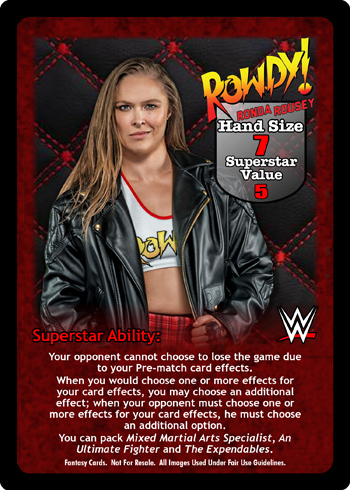 Rowdy!
RONDA ROUSEY
Hand Size
7
Superstar
Value
5
ROW
W
Superstar Ability:
Your opponent cannot choose to lose the game due
to your Pre-match card effects.
When you would choose one or more effects for
your card effects, you may choose an additional
effect; when your opponent must choose one or
more effects for your card effects, he must choose
an additional option.
You can pack Mixed Martial Arts Specialist, An
Ultimate Fighter and The Expendables.
Fantasy Cards. Not For Resale. All Images Used Under Fair Use Guidelines.